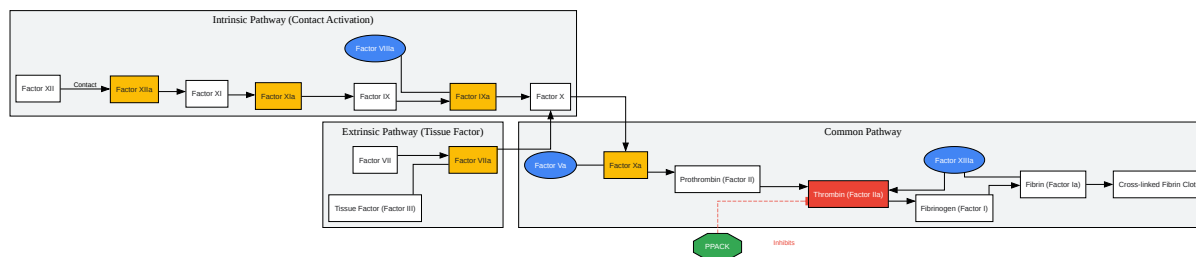 Intrinsic Pathway (Contact Activation)
Factor VIIIa
Factor XII
Contact
Factor XIIa
Factor XI
Factor XIa
Factor IX
Factor IXa
Factor X
Extrinsic Pathway (Tissue Factor)
Factor VII
Factor VIIa
Tissue Factor (Factor III)
Common Pathway
Factor Va
Factor Xa
Prothrombin (Factor II)
Thrombin (Factor IIa)
Factor XIIIa
Fibrinogen (Factor I)
Fibrin (Factor Ia)
Cross-linked Fibrin Clot
PPACK
Inhibits